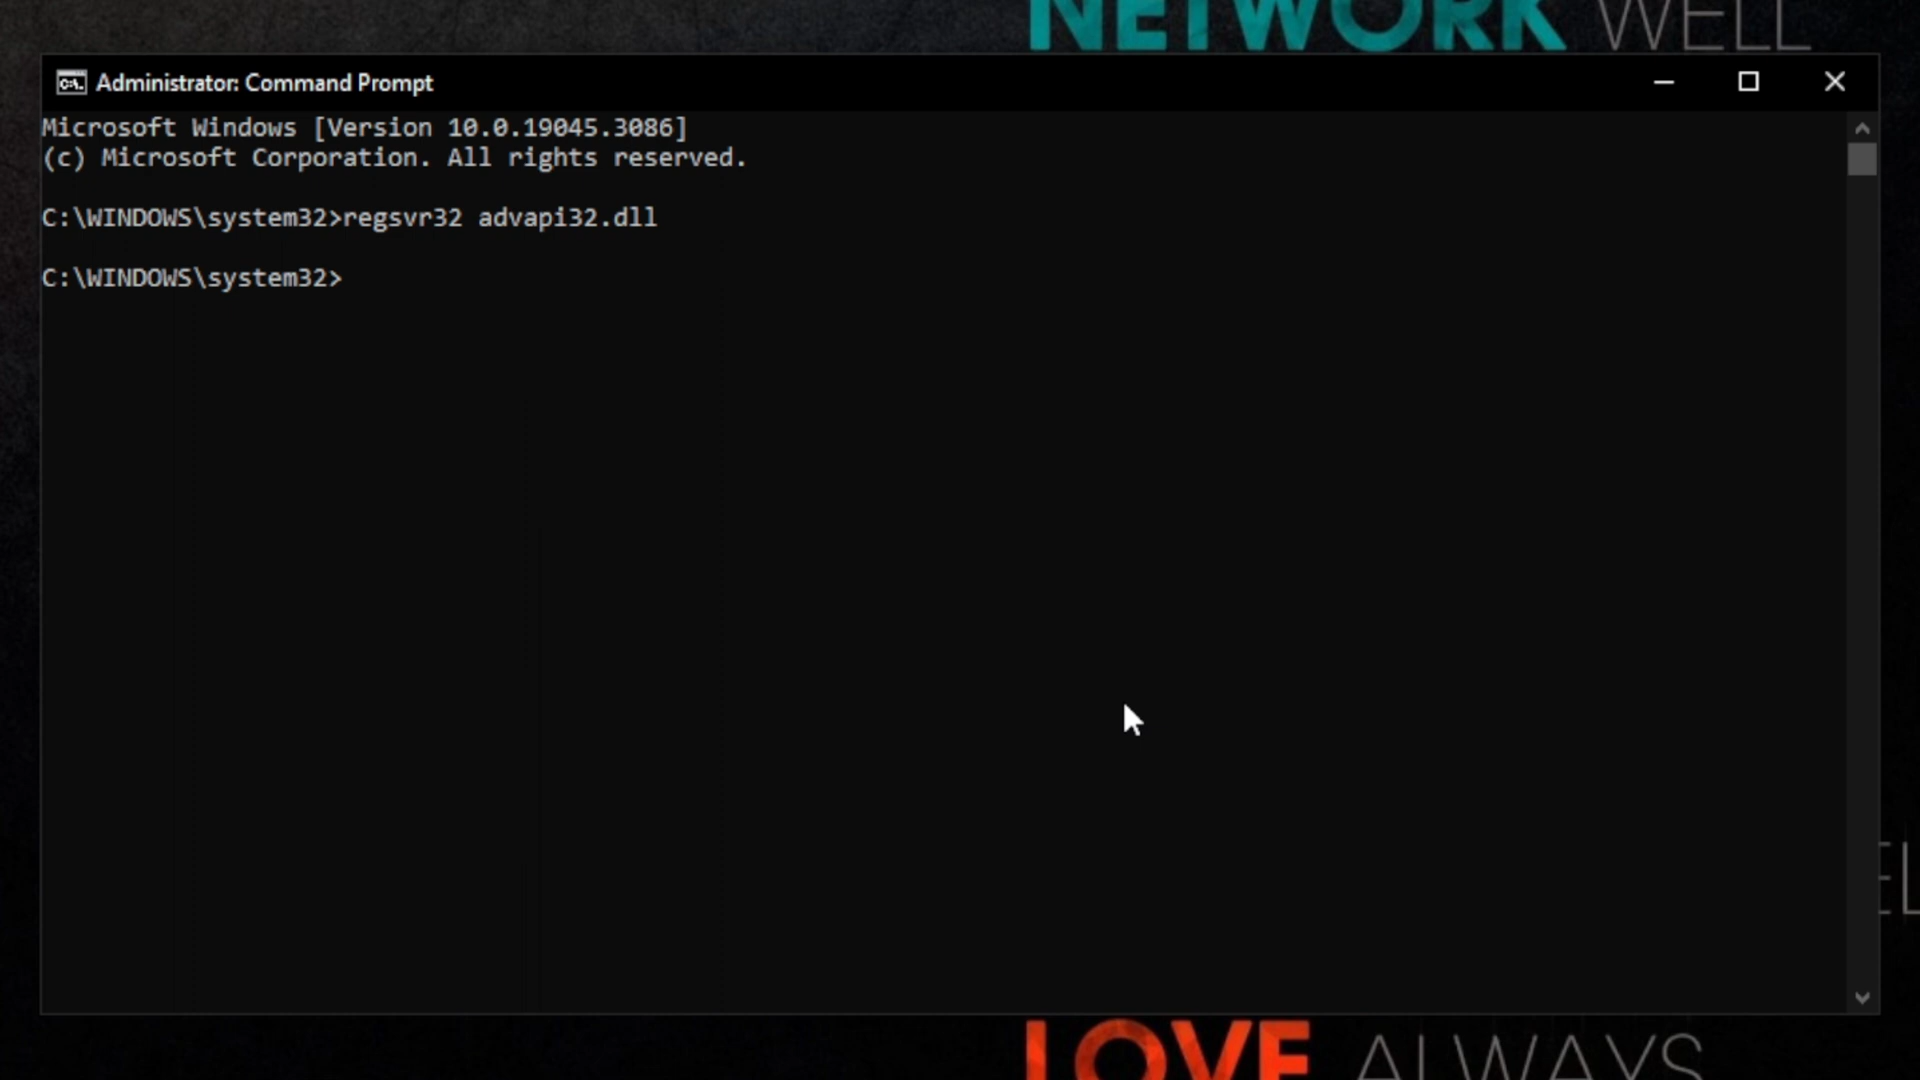 NETWORK WELL
Administrator: Command Prompt
Microsoft Windows [Version 10.0.19045.3086]
(c) Microsoft Corporation. All rights reserved.
C:\WINDOWS\system32>regsvr32 advapi32.dll
C:\WINDOWS\system32>
LOVE ALWAYS